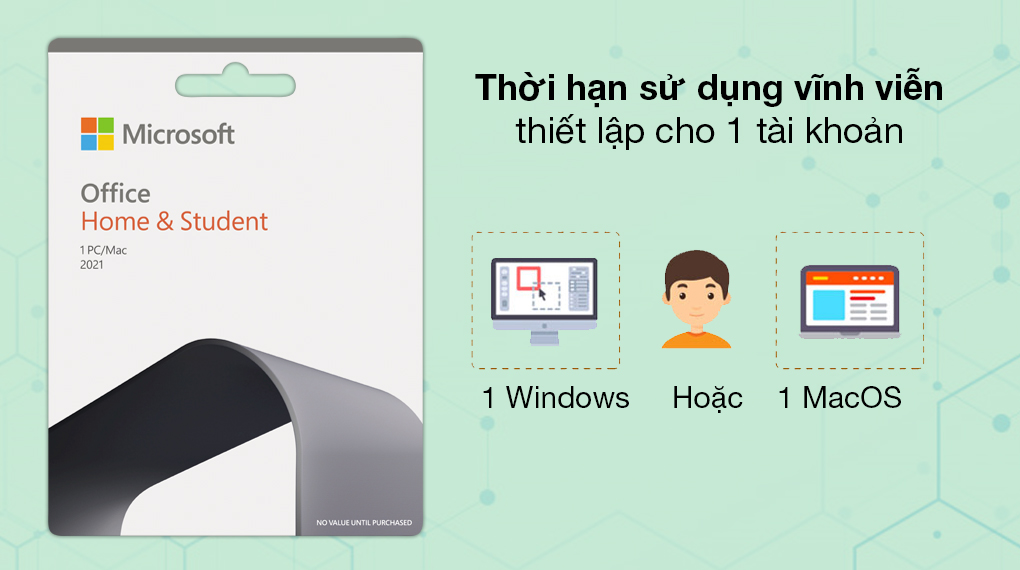 Microsoft
Office
Home & Student
1 PC/Mac
2021
NO VALUE UNTIL PURCHASED
Thời hạn sử dụng vĩnh viễn
thiết lập cho 1 tài khoản
1 Windows
Hoặc
1 MacOS